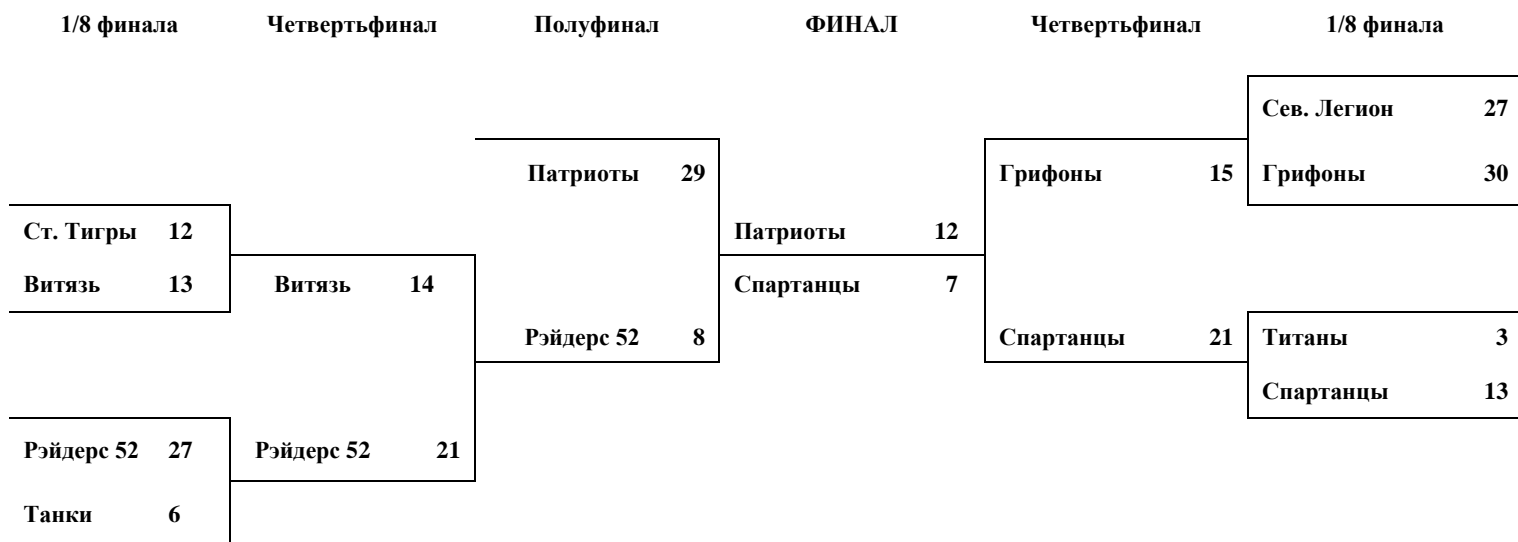 1/8 финала Четвертьфинал Полуфинал ФИНАЛ Четвертьфинал 1/8 финала
Сев. Легион 27
Патриоты 29 Грифоны 15 Грифоны 30
Ст. Тигры 12 Патриоты 12
Витязь 13 Витязь 14 Спартанцы 7
Рэйдерс 52 8 Спартанцы 21 Титаны 3
Спартанцы 13
Рэйдерс 52 27 Рэйдерс 52 21
Танки 6